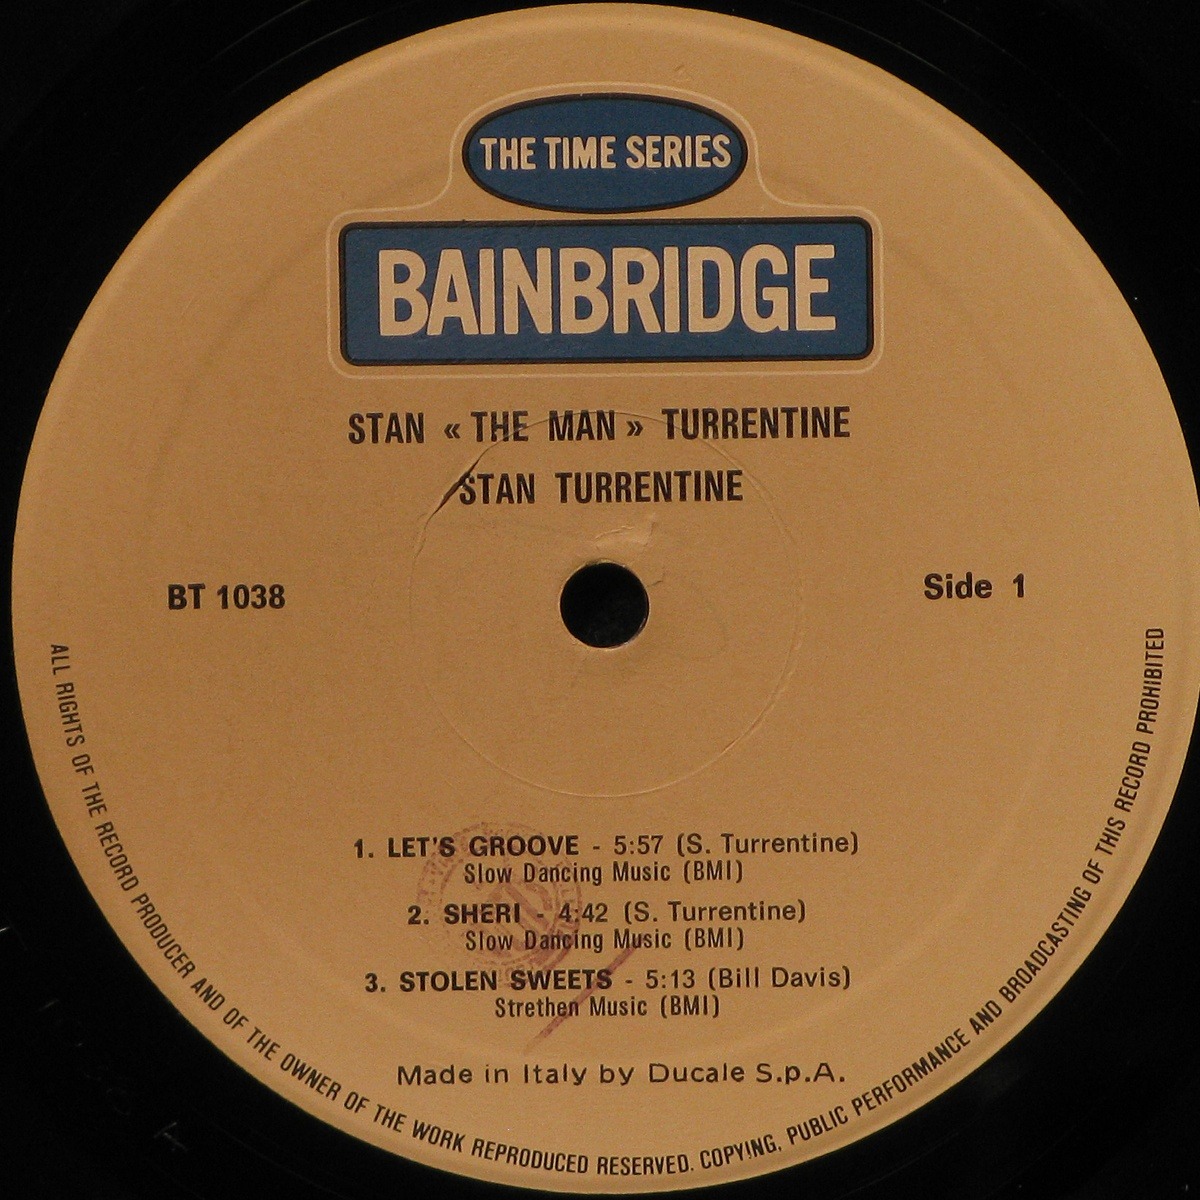 THE TIME SERIES
BAINBRIDGE
STAN « THE MAN » TURRENTINE
STAN TURRENTINE
BT 1038
Side 1
1. LET'S GROOVE - 5:57 (S. Turrentine)
Slow Dancing Music (BMI)
2. SHERI - 4:42 (S. Turrentine)
Slow Dancing Music (BMI)
3. STOLEN SWEETS - 5:13 (Bill Davis)
Strethen Music (BMI)
Made in Italy by Ducale S.p.A.
ALL RIGHTS OF THE RECORD PRODUCER AND OF THE OWNER OF THE WORK REPRODUCED RESERVED. COPYING, PUBLIC PERFORMANCE AND BROADCASTING OF THIS RECORD PROHIBITED